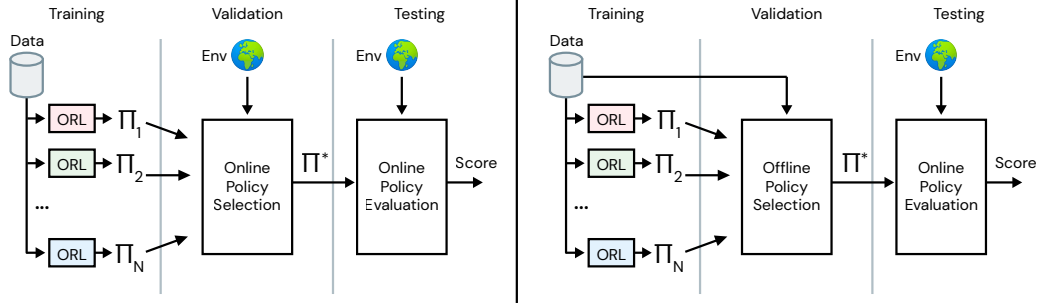 Training
Validation
Testing
Data
Env
Env
ORL
Π1
ORL
Π2
...
ORL
ΠN
Online
Policy
Selection
Π*
Online
Policy
Evaluation
Score
Training
Validation
Testing
Data
Env
ORL
Π1
ORL
Π2
...
ORL
ΠN
Offline
Policy
Selection
Π*
Online
Policy
Evaluation
Score